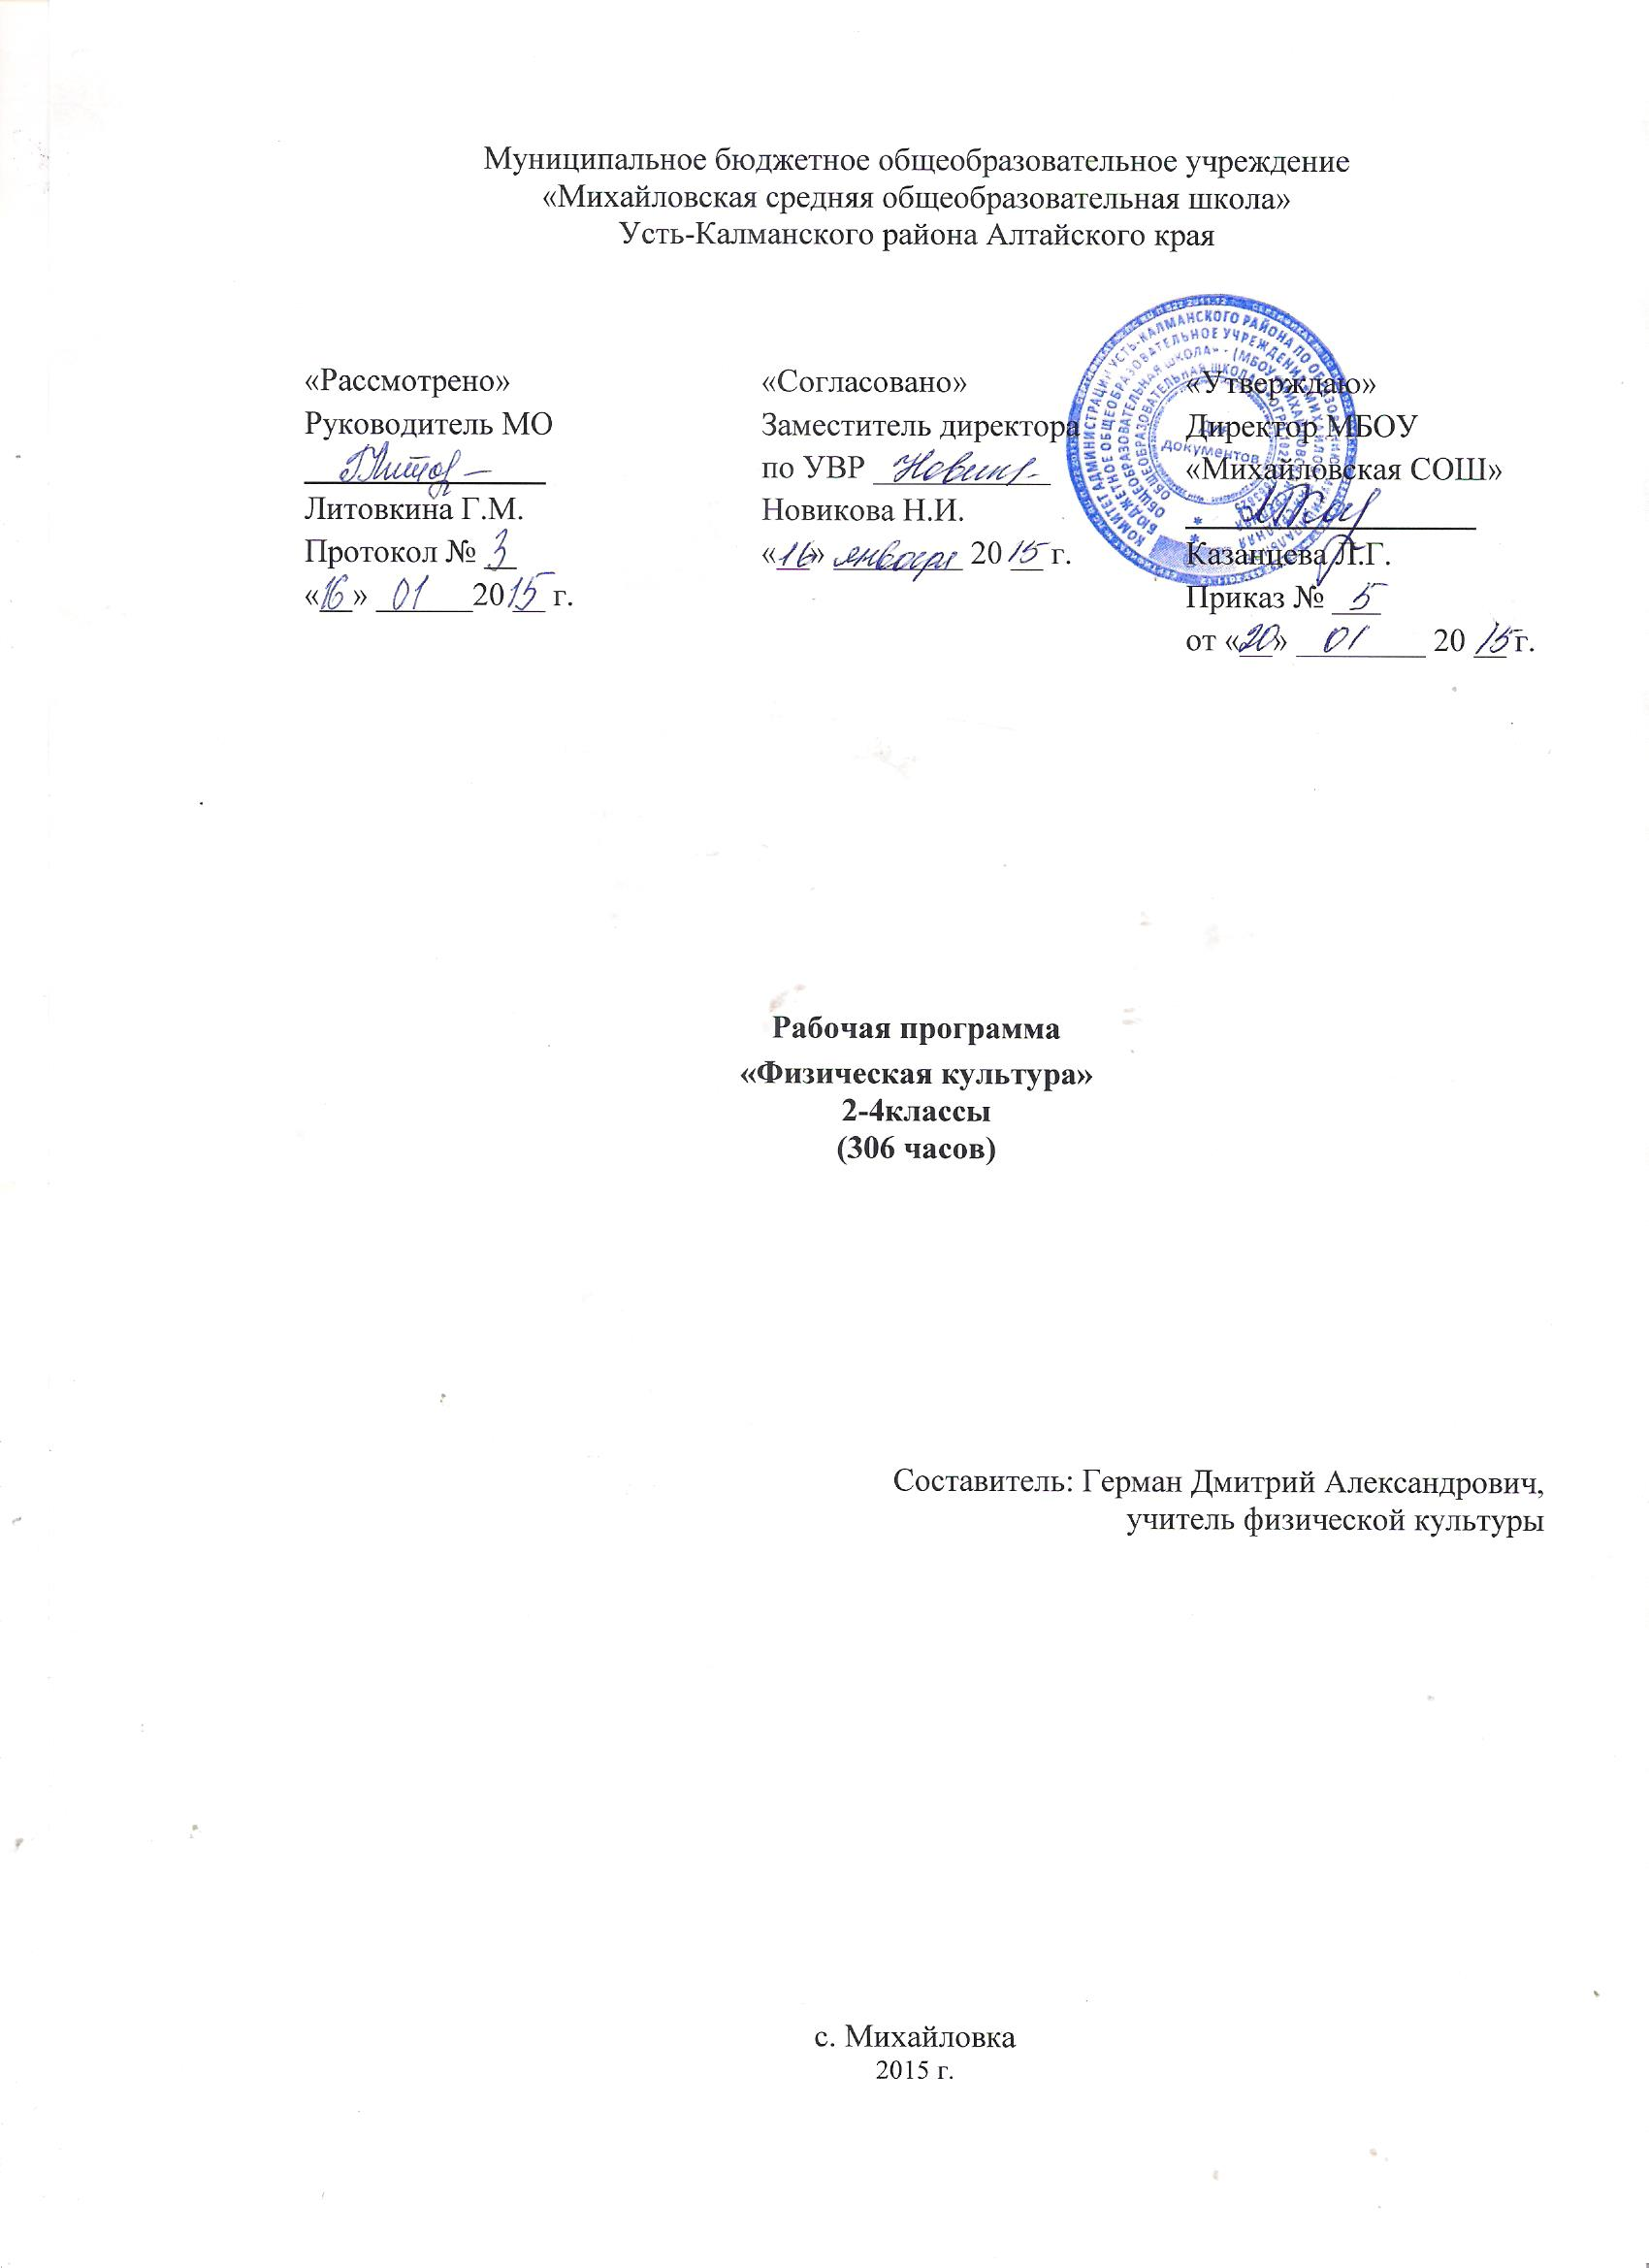 Муниципальное бюджетное общеобразовательное учреждение
«Михайловская средняя общеобразовательная школа»
Усть-Калманского района Алтайского края
«Рассмотрено»
Руководитель МО
Литовкина Г.М.
Протокол № 3
«16» 01 2015 г.
«Согласовано»
Заместитель директора
по УВР
Новикова Н.И.
«16» января 2015 г.
«Утверждаю»
Директор МБОУ
«Михайловская СОШ»
Казанцева Л.Г.
Приказ № 5
от «20» 01 2015 г.
Для документов
Рабочая программа
«Физическая культура»
2-4классы
(306 часов)
Составитель: Герман Дмитрий Александрович,
учитель физической культуры
с. Михайловка
2015 г.